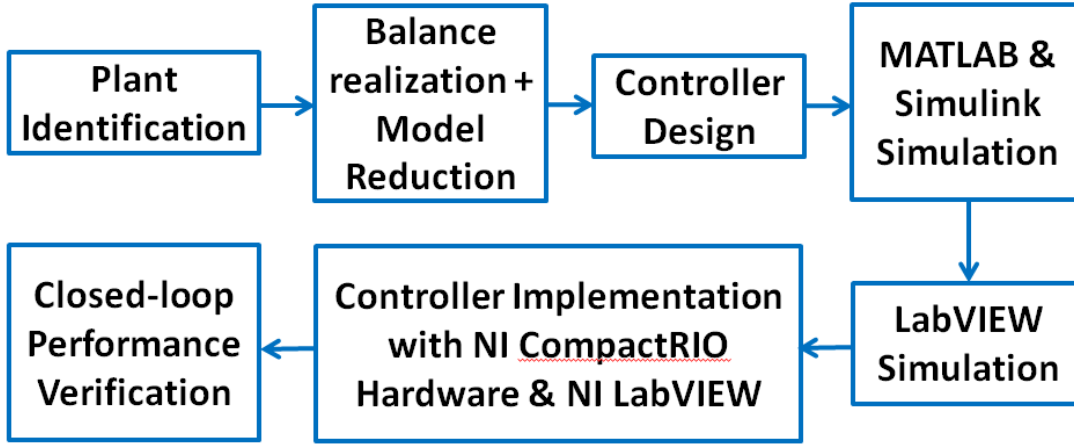 Plant
Identification
Balance
realization +
Model
Reduction
Controller
Design
MATLAB &
Simulink
Simulation
LabVIEW
Simulation
Controller Implementation
with NI CompactRIO
Hardware & NI LabVIEW
Closed-loop
Performance
Verification